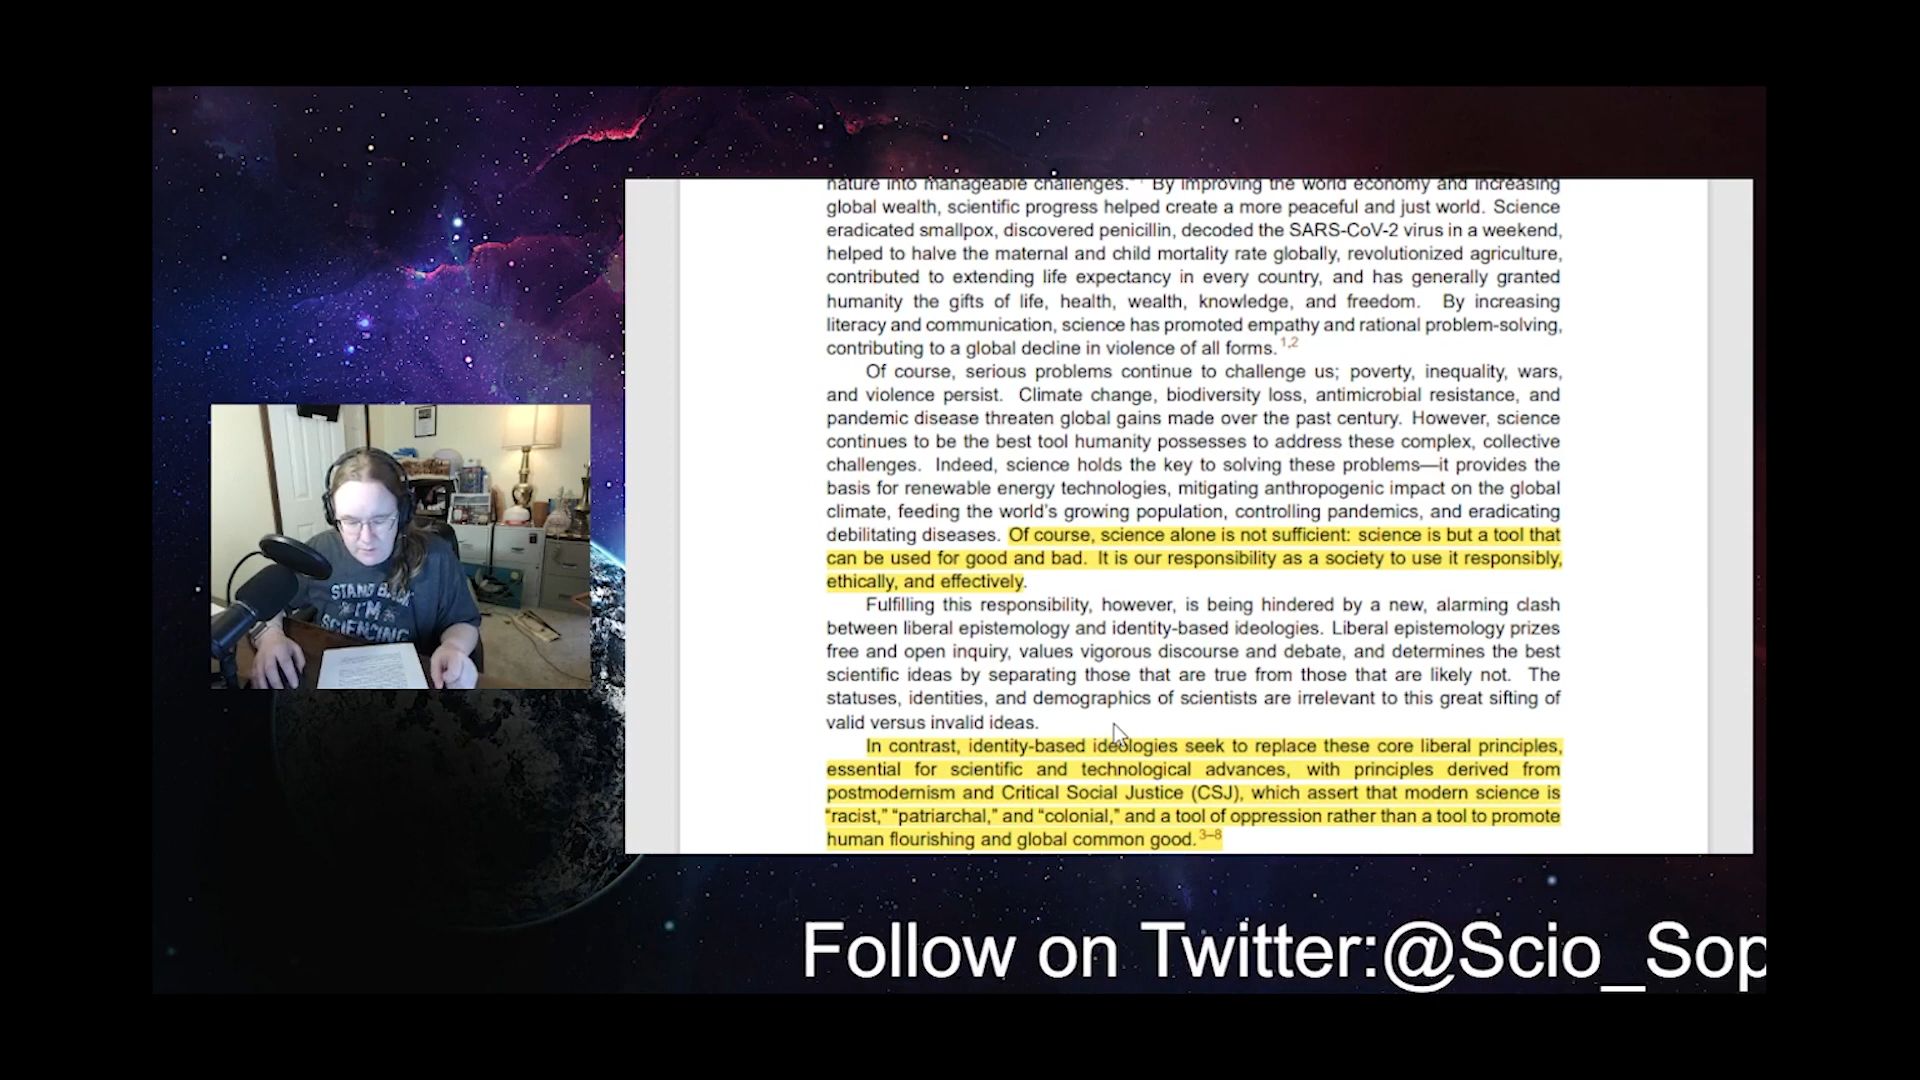 nature into manageable challenges." By improving the world economy and increasing
global wealth, scientific progress helped create a more peaceful and just world. Science
eradicated smallpox, discovered penicillin, decoded the SARS-CoV-2 virus in a weekend,
helped to halve the maternal and child mortality rate globally, revolutionized agriculture,
contributed to extending life expectancy in every country, and has generally granted
humanity the gifts of life, health, wealth, knowledge, and freedom. By increasing
literacy and communication, science has promoted empathy and rational problem-solving,
contributing to a global decline in violence of all forms.1,2
Of course, serious problems continue to challenge us; poverty, inequality, wars,
and violence persist. Climate change, biodiversity loss, antimicrobial resistance, and
pandemic disease threaten global gains made over the past century. However, science
continues to be the best tool humanity possesses to address these complex, collective
challenges. Indeed, science holds the key to solving these problems—it provides the
basis for renewable energy technologies, mitigating anthropogenic impact on the global
climate, feeding the world's growing population, controlling pandemics, and eradicating
debilitating diseases. Of course, science alone is not sufficient: science is but a tool that
can be used for good and bad. It is our responsibility as a society to use it responsibly,
ethically, and effectively.
Fulfilling this responsibility, however, is being hindered by a new, alarming clash
between liberal epistemology and identity-based ideologies. Liberal epistemology prizes
free and open inquiry, values vigorous discourse and debate, and determines the best
scientific ideas by separating those that are true from those that are likely not. The
statuses, identities, and demographics of scientists are irrelevant to this great sifting of
valid versus invalid ideas.
In contrast, identity-based ideologies seek to replace these core liberal principles,
essential for scientific and technological advances, with principles derived from
postmodernism and Critical Social Justice (CSJ), which assert that modern science is
“racist,” “patriarchal,” and “colonial,” and a tool of oppression rather than a tool to promote
human flourishing and global common good.3–8
STAND BACK
I'M
SCIENCING
Follow on Twitter:@Scio_Sop